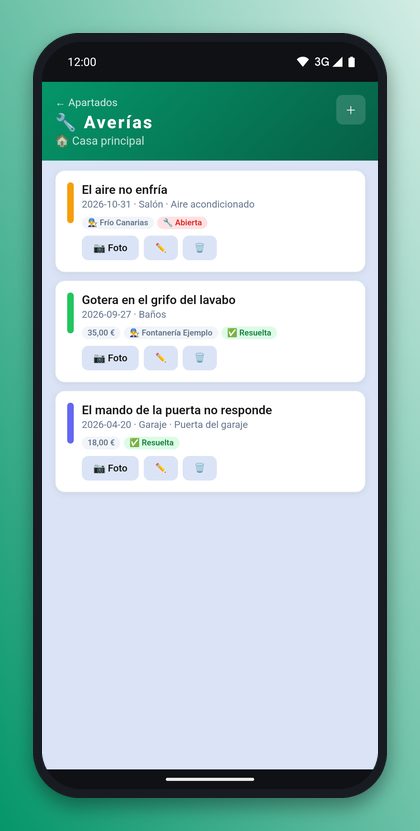 12:00
3G
← Apartados
🔧 Averías
🏠 Casa principal
+
El aire no enfría
2026-10-31 · Salón · Aire acondicionado
👨‍🔧 Frío Canarias 🔧 Abierta
📷 Foto ✏️ 🗑️
Gotera en el grifo del lavabo
2026-09-27 · Baños
35,00 € 👨‍🔧 Fontanería Ejemplo ✅ Resuelta
📷 Foto ✏️ 🗑️
El mando de la puerta no responde
2026-04-20 · Garaje · Puerta del garaje
18,00 € ✅ Resuelta
📷 Foto ✏️ 🗑️